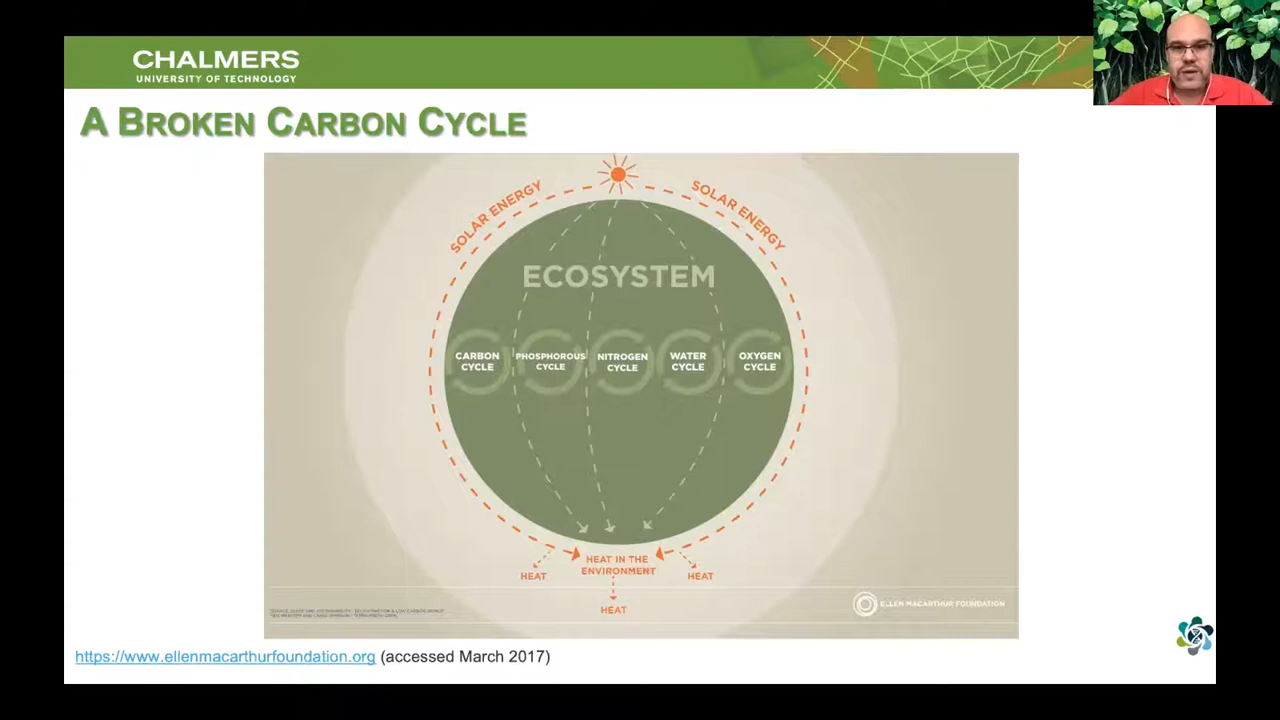 CHALMERS
UNIVERSITY OF TECHNOLOGY
A BROKEN CARBON CYCLE
SOLAR ENERGY
SOLAR ENERGY
ECOSYSTEM
CARBON
CYCLE
PHOSPHOROUS
CYCLE
NITROGEN
CYCLE
WATER
CYCLE
OXYGEN
CYCLE
HEAT IN THE
ENVIRONMENT
HEAT
HEAT
HEAT
ELLEN MACARTHUR FOUNDATION
https://www.ellenmacarthurfoundation.org (accessed March 2017)